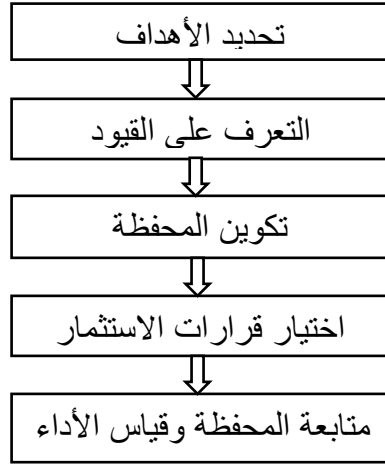 تحديد الأهداف
التعرف على القيود
تكوين المحفظة
اختيار قرارات الاستثمار
متابعة المحفظة وقياس الأداء